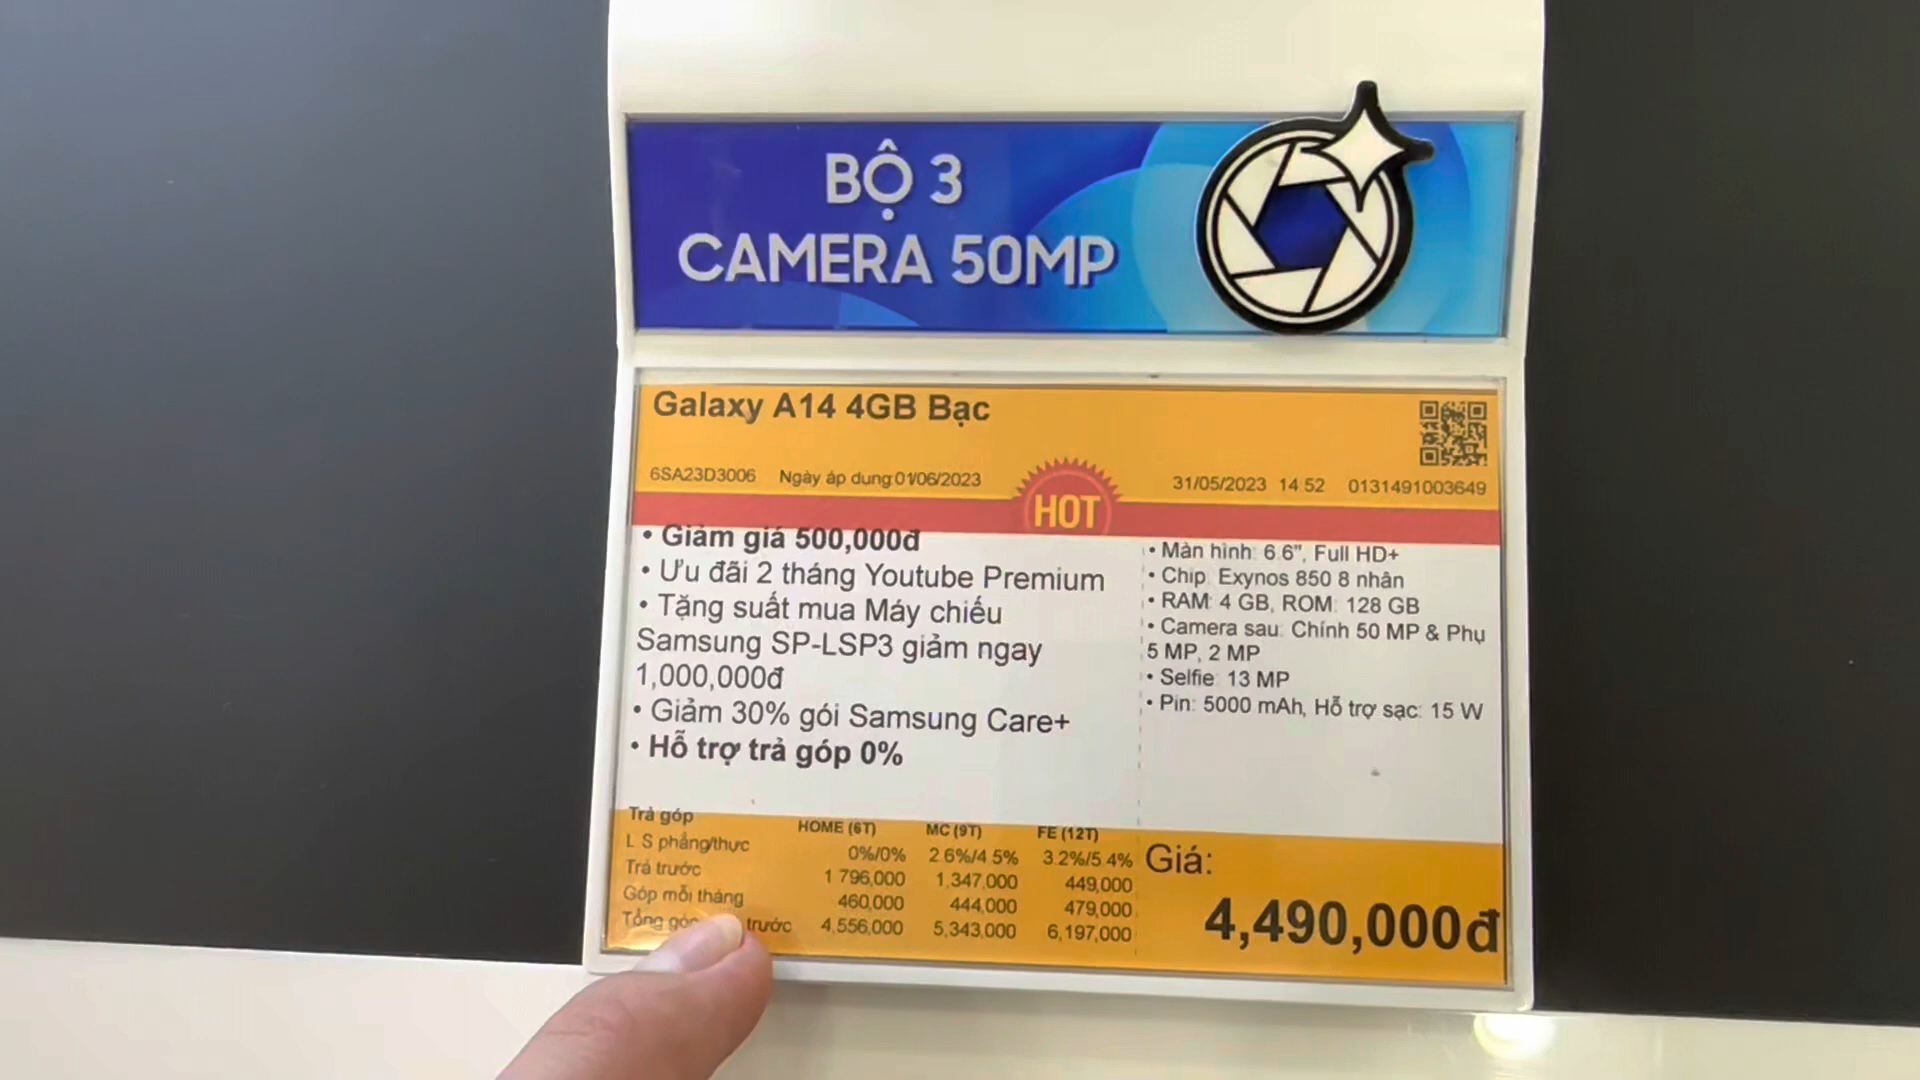 BỘ 3
CAMERA 50MP
Galaxy A14 4GB Bạc
6SA23D3006 Ngày áp dụng:01/06/2023
31/05/2023 14 52 0131491003649
HOT
• Giảm giá 500,000đ
• Ưu đãi 2 tháng Youtube Premium
• Tặng suất mua Máy chiếu
Samsung SP-LSP3 giảm ngay
1,000,000đ
• Giảm 30% gói Samsung Care+
• Hỗ trợ trả góp 0%
• Màn hình: 6.6", Full HD+
• Chip: Exynos 850 8 nhân
• RAM: 4 GB, ROM: 128 GB
• Camera sau: Chính 50 MP & Phụ
5 MP, 2 MP
• Selfie: 13 MP
• Pin: 5000 mAh, Hỗ trợ sạc: 15 W
Trả góp HOME (6T) MC (9T) FE (12T)
L S phẳng/thực 0%/0% 2.6%/4.5% 3.2%/5.4%
Trả trước 1 796,000 1,347,000 449,000
Góp mỗi tháng 460,000 444,000 479,000
Tổng trước 4,556,000 5,343,000 6,197,000
Giá:
4,490,000đ